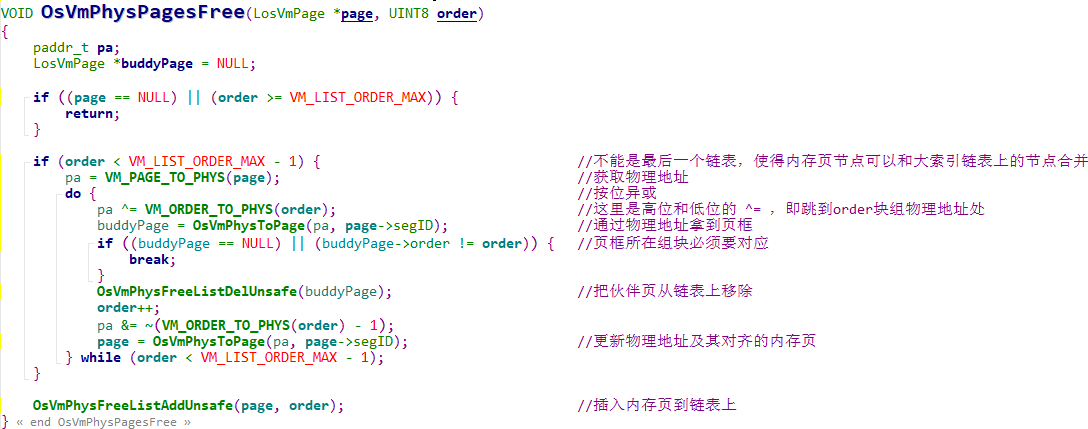 VOID OsVmPhysPagesFree(LosVmPage *page, UINT8 order)
{
    paddr_t pa;
    LosVmPage *buddyPage = NULL;

    if ((page == NULL) || (order >= VM_LIST_ORDER_MAX)) {
        return;
    }

    if (order < VM_LIST_ORDER_MAX - 1) { //不能是最后一个链表，使得内存页节点可以和大索引链表上的节点合并
        pa = VM_PAGE_TO_PHYS(page); //获取物理地址
        do { //按位异或
            pa ^= VM_ORDER_TO_PHYS(order); //这里是高位和低位的 ^= ，即跳到order块组物理地址处
            buddyPage = OsVmPhysToPage(pa, page->segID); //通过物理地址拿到页框
            if ((buddyPage == NULL) || (buddyPage->order != order)) { //页框所在组块必须要对应
                break;
            }
            OsVmPhysFreeListDelUnsafe(buddyPage); //把伙伴页从链表上移除
            order++;
            pa &= ~(VM_ORDER_TO_PHYS(order) - 1);
            page = OsVmPhysToPage(pa, page->segID); //更新物理地址及其对齐的内存页
        } while (order < VM_LIST_ORDER_MAX - 1);
    }

    OsVmPhysFreeListAddUnsafe(page, order); //插入内存页到链表上
} « end OsVmPhysPagesFree »